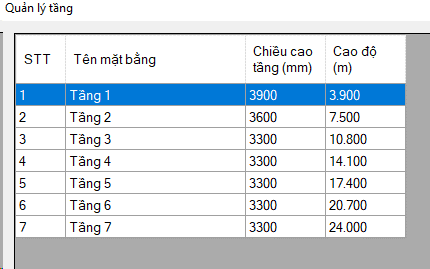 Quản lý tầng
STT Tên mặt bằng Chiều cao tầng (mm) Cao độ (m)
1 Tầng 1 3900 3.900
2 Tầng 2 3600 7.500
3 Tầng 3 3300 10.800
4 Tầng 4 3300 14.100
5 Tầng 5 3300 17.400
6 Tầng 6 3300 20.700
7 Tầng 7 3300 24.000